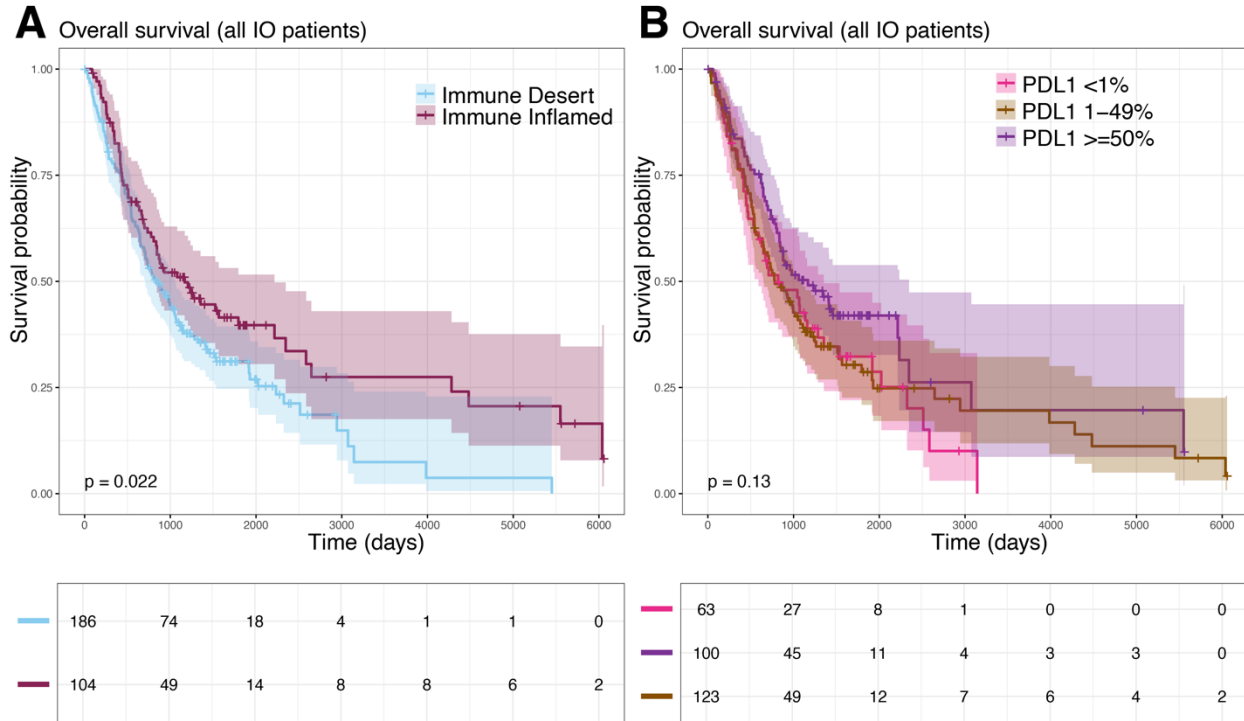 A
Overall survival (all IO patients)
Immune Desert
Immune Inflamed
Survival probability
1.00
0.75
0.50
0.25
0.00
p = 0.022
0 1000 2000 3000 4000 5000 6000
Time (days)
186 74 18 4 1 1 0
104 49 14 8 8 6 2
B
Overall survival (all IO patients)
PDL1 <1%
PDL1 1−49%
PDL1 >=50%
Survival probability
1.00
0.75
0.50
0.25
0.00
p = 0.13
0 1000 2000 3000 4000 5000 6000
Time (days)
63 27 8 1 0 0 0
100 45 11 4 3 3 0
123 49 12 7 6 4 2